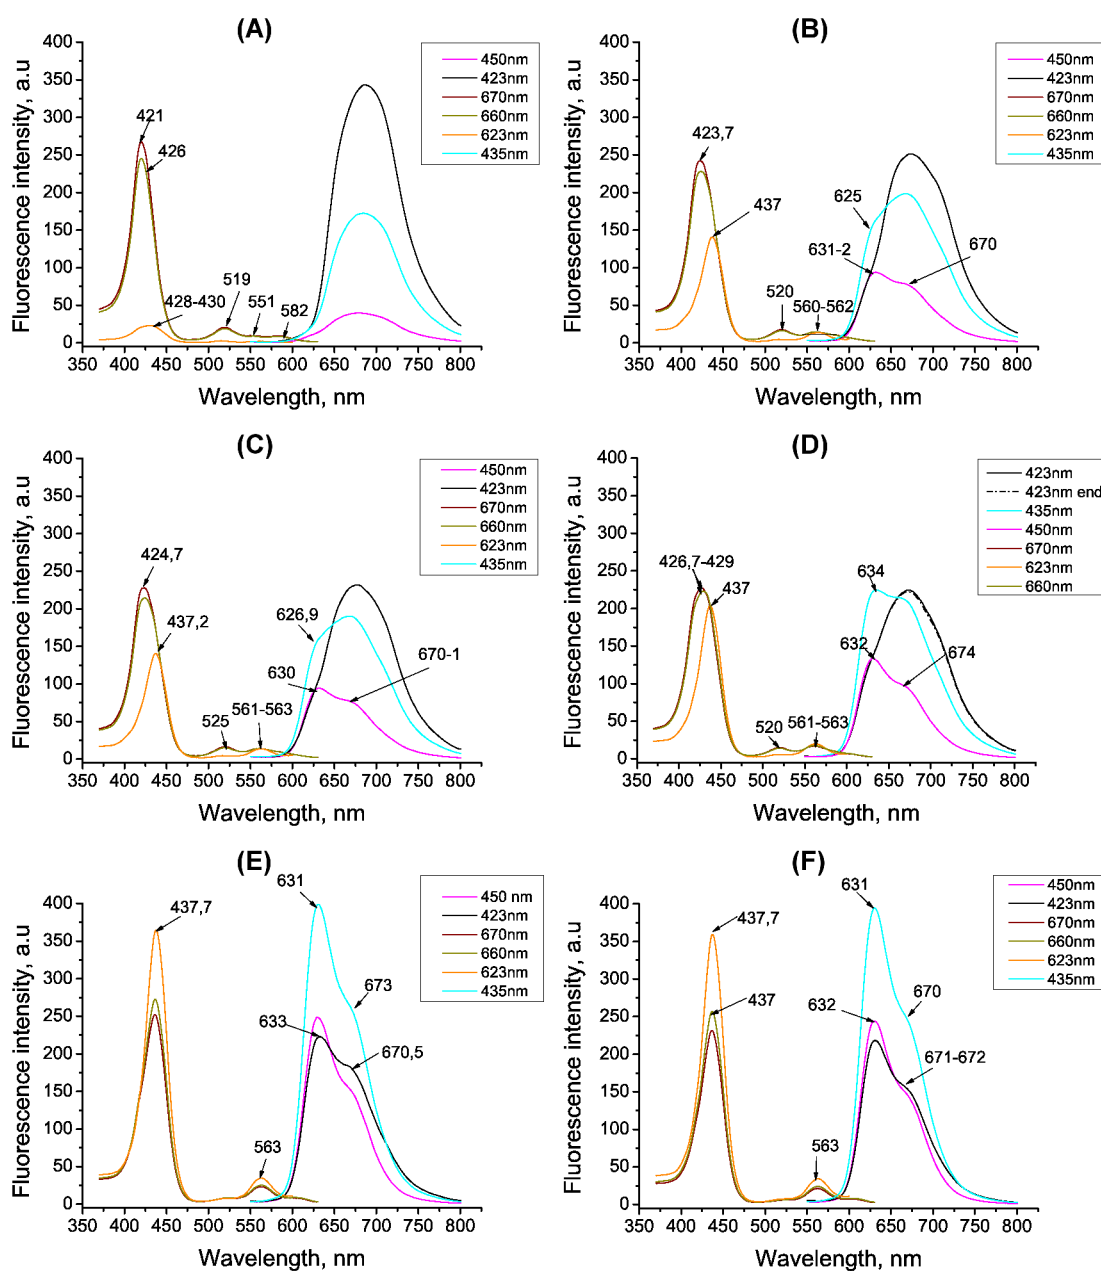 (A)
400
350
300
250
200
150
100
50
0
Fluorescence intensity, a.u
350 400 450 500 550 600 650 700 750 800
Wavelength, nm
421
426
428-430
519
551
582
450nm
423nm
670nm
660nm
623nm
435nm
(B)
400
350
300
250
200
150
100
50
0
Fluorescence intensity, a.u
350 400 450 500 550 600 650 700 750 800
Wavelength, nm
423,7
437
625
631-2
670
520
560-562
450nm
423nm
670nm
660nm
623nm
435nm
(C)
400
350
300
250
200
150
100
50
0
Fluorescence intensity, a.u
350 400 450 500 550 600 650 700 750 800
Wavelength, nm
424,7
437,2
626,9
630
670-1
525
561-563
450nm
423nm
670nm
660nm
623nm
435nm
(D)
400
350
300
250
200
150
100
50
0
Fluorescence intensity, a.u
350 400 450 500 550 600 650 700 750 800
Wavelength, nm
426,7-429
437
634
632
674
520
561-563
423nm
423nm end
435nm
450nm
670nm
623nm
660nm
(E)
400
350
300
250
200
150
100
50
0
Fluorescence intensity, a.u
350 400 450 500 550 600 650 700 750 800
Wavelength, nm
437,7
631
673
633
670,5
563
450 nm
423nm
670nm
660nm
623nm
435nm
(F)
400
350
300
250
200
150
100
50
0
Fluorescence intensity, a.u
350 400 450 500 550 600 650 700 750 800
Wavelength, nm
437,7
437
631
632
670
671-672
563
450nm
423nm
670nm
660nm
623nm
435nm